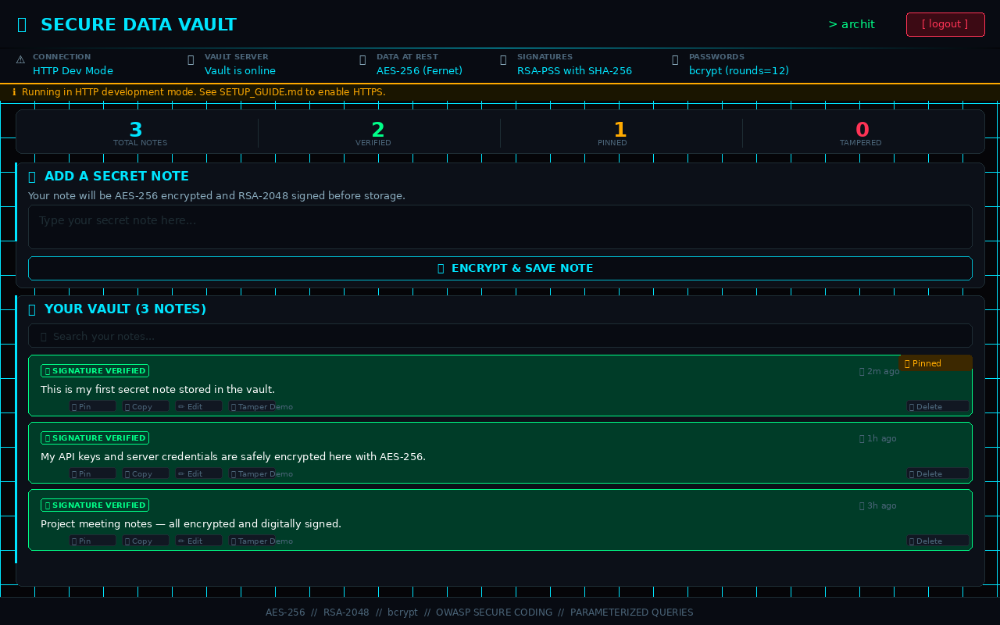 SECURE DATA VAULT
> archit
[ logout ]
⚠ CONNECTION
HTTP Dev Mode
VAULT SERVER
Vault is online
DATA AT REST
AES-256 (Fernet)
SIGNATURES
RSA-PSS with SHA-256
PASSWORDS
bcrypt (rounds=12)
ℹ Running in HTTP development mode. See SETUP_GUIDE.md to enable HTTPS.
3
TOTAL NOTES
2
VERIFIED
1
PINNED
0
TAMPERED
ADD A SECRET NOTE
Your note will be AES-256 encrypted and RSA-2048 signed before storage.
Type your secret note here...
ENCRYPT & SAVE NOTE
YOUR VAULT (3 NOTES)
Search your notes...
Pinned
SIGNATURE VERIFIED
2m ago
This is my first secret note stored in the vault.
Pin Copy ✏ Edit Tamper Demo Delete
SIGNATURE VERIFIED
1h ago
My API keys and server credentials are safely encrypted here with AES-256.
Pin Copy ✏ Edit Tamper Demo Delete
SIGNATURE VERIFIED
3h ago
Project meeting notes — all encrypted and digitally signed.
Pin Copy ✏ Edit Tamper Demo Delete
AES-256 // RSA-2048 // bcrypt // OWASP SECURE CODING // PARAMETERIZED QUERIES